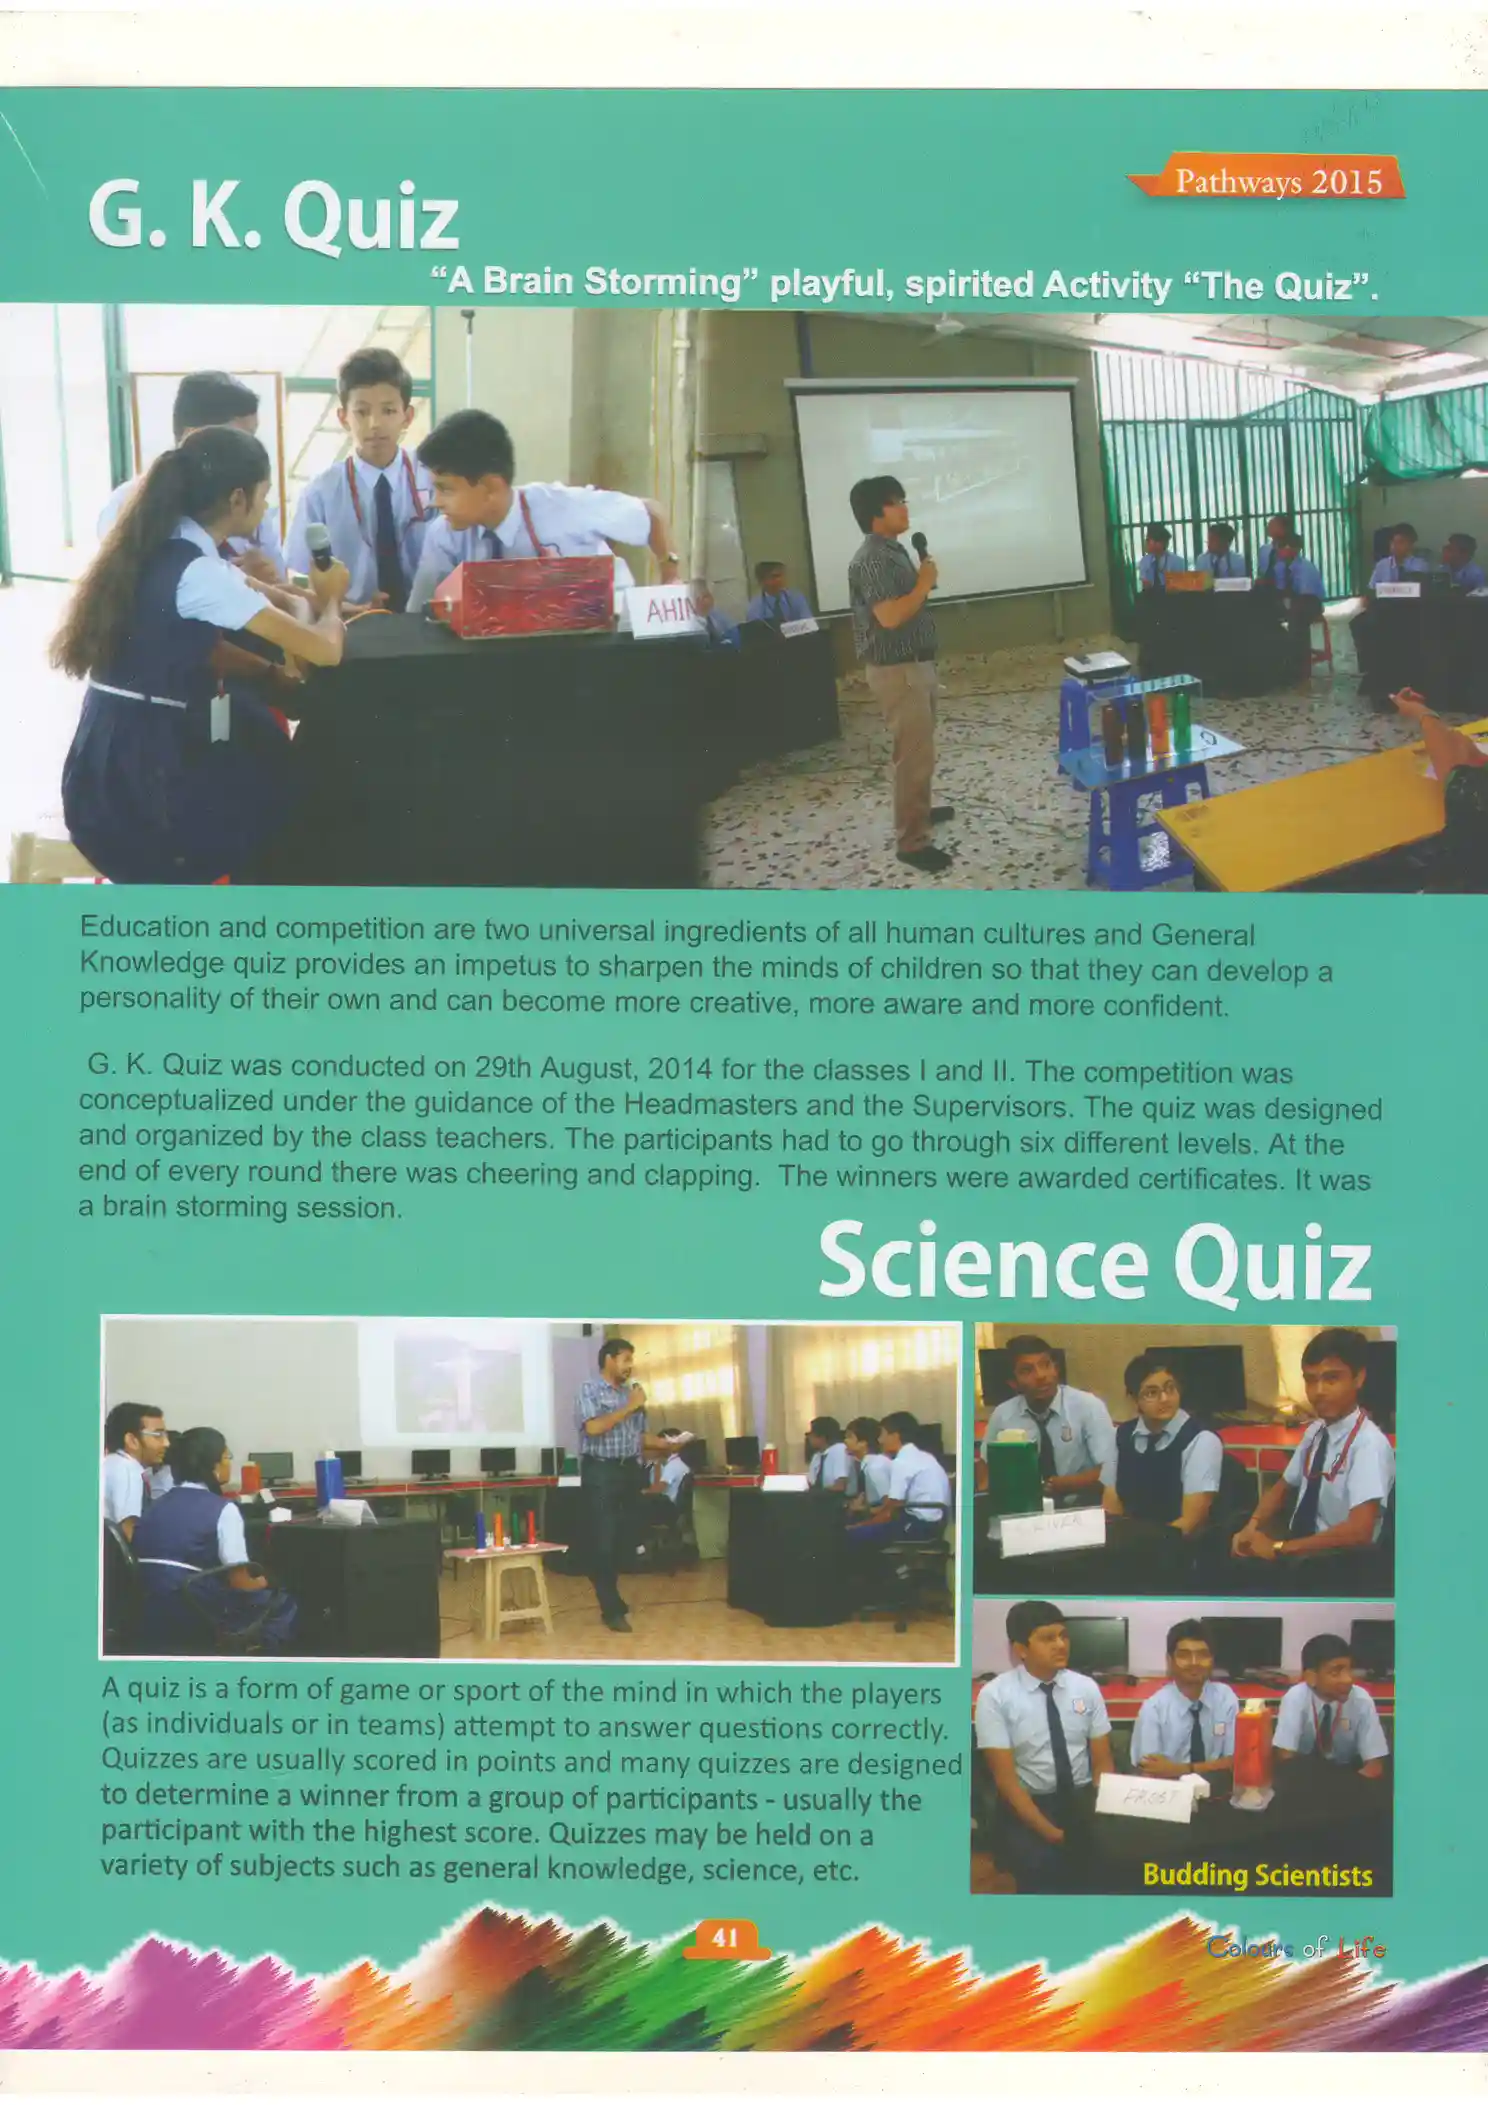 Pathways 2015
G. K. Quiz
“A Brain Storming” playful, spirited Activity “The Quiz”.
AHIN
Education and competition are two universal ingredients of all human cultures and General
Knowledge quiz provides an impetus to sharpen the minds of children so that they can develop a
personality of their own and can become more creative, more aware and more confident.
G. K. Quiz was conducted on 29th August, 2014 for the classes I and II. The competition was
conceptualized under the guidance of the Headmasters and the Supervisors. The quiz was designed
and organized by the class teachers. The participants had to go through six different levels. At the
end of every round there was cheering and clapping. The winners were awarded certificates. It was
a brain storming session.
Science Quiz
RIVER
FROST
Budding Scientists
A quiz is a form of game or sport of the mind in which the players
(as individuals or in teams) attempt to answer questions correctly.
Quizzes are usually scored in points and many quizzes are designed
to determine a winner from a group of participants - usually the
participant with the highest score. Quizzes may be held on a
variety of subjects such as general knowledge, science, etc.
41
Colours of Life